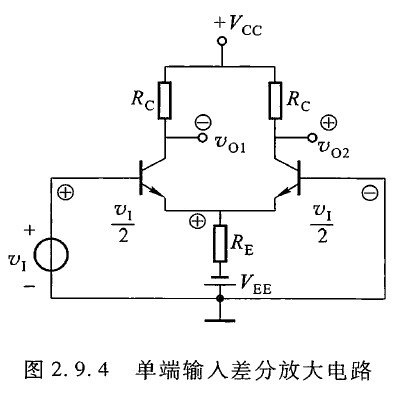 +V_CC
R_C
R_C
⊖
⊕
v_O1
v_O2
⊕
⊖
v_I/2
⊕
v_I/2
+
v_I
−
R_E
V_EE
图 2.9.4 单端输入差分放大电路